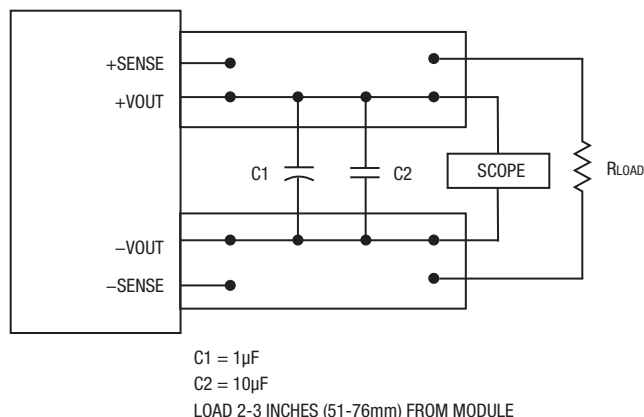 +SENSE
+VOUT
C1
C2
SCOPE
RLOAD
−VOUT
−SENSE
C1 = 1µF
C2 = 10µF
LOAD 2-3 INCHES (51-76mm) FROM MODULE